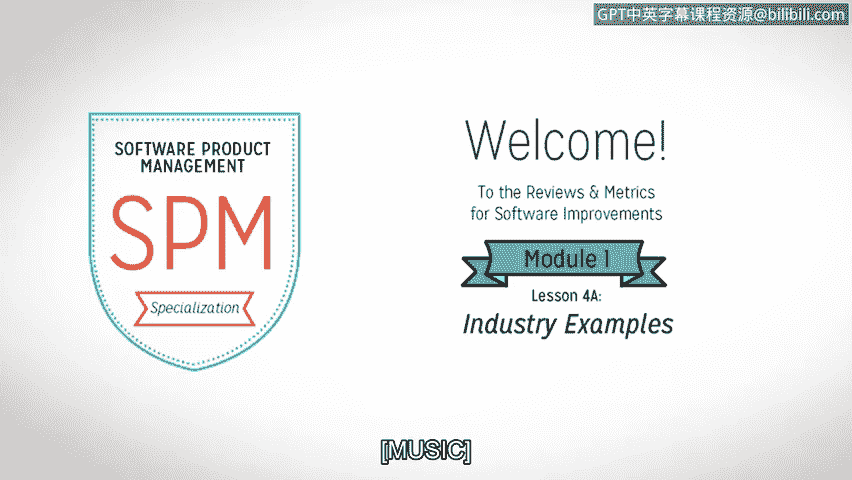 GPT中英字幕课程资源@bilibili.com
SOFTWARE PRODUCT
MANAGEMENT
SPM
Specialization
Welcome!
To the Reviews & Metrics
for Software Improvements
Module 1
Lesson 4A:
Industry Examples
[MUSIC]